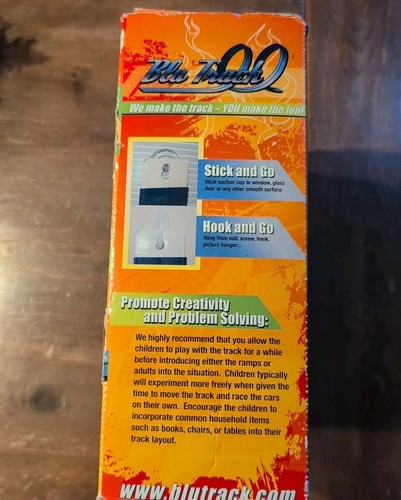 Blu Track
We make the track – YOU make the fun!
Stick and Go
Stick suction cup to window, glass
door or any other smooth surface.
Hook and Go
Hang from nail, screw, hook,
picture hanger...
Promote Creativity
and Problem Solving:
We highly recommend that you allow the
children to play with the track for a while
before introducing either the ramps or
adults into the situation. Children typically
will experiment more freely when given the
time to move the track and race the cars
on their own. Encourage the children to
incorporate common household items
such as books, chairs, or tables into their
track layout.
www.blutrack.com